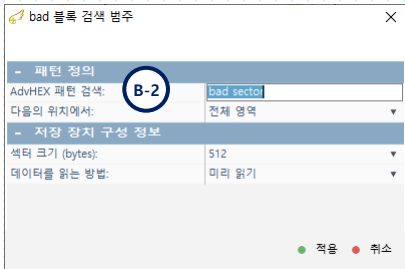 bad 블록 검색 범주
- 패턴 정의
AdvHEX 패턴 검색: B-2 bad sector
다음의 위치에서: 전체 영역
- 저장 장치 구성 정보
섹터 크기 (bytes): 512
데이터를 읽는 방법: 미리 읽기
적용 취소